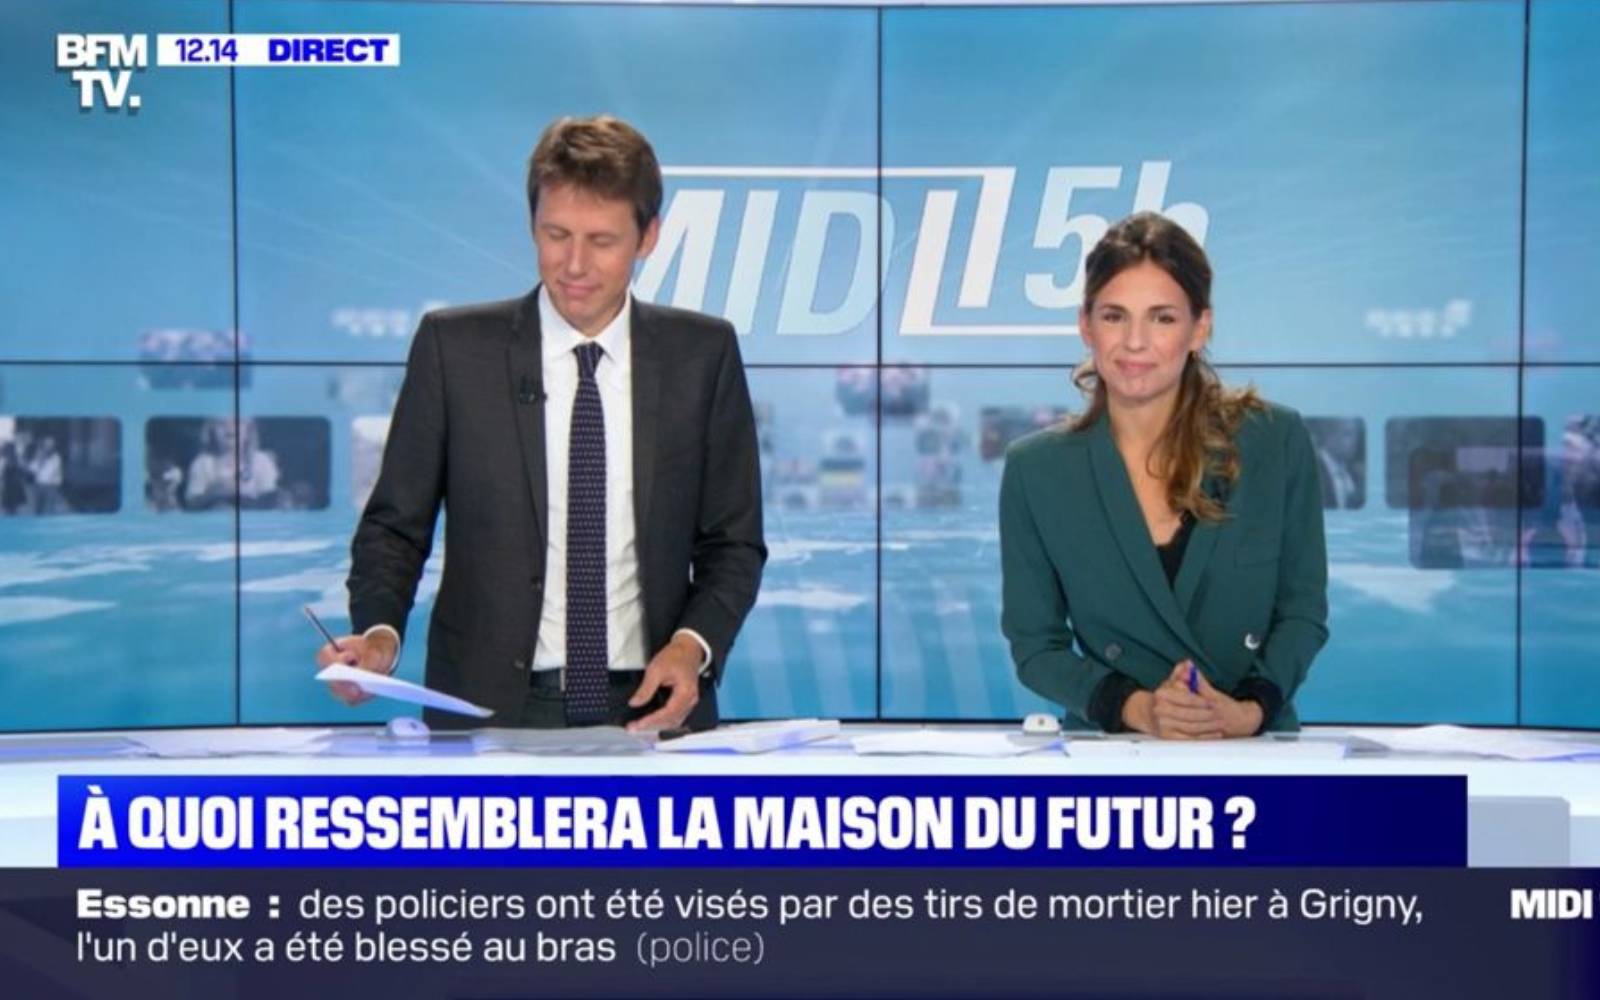 BFM
TV.
12.14 DIRECT
MIDI 15h
À QUOI RESSEMBLERA LA MAISON DU FUTUR ?
Essonne : des policiers ont été visés par des tirs de mortier hier à Grigny,
l'un d'eux a été blessé au bras (police)
MIDI